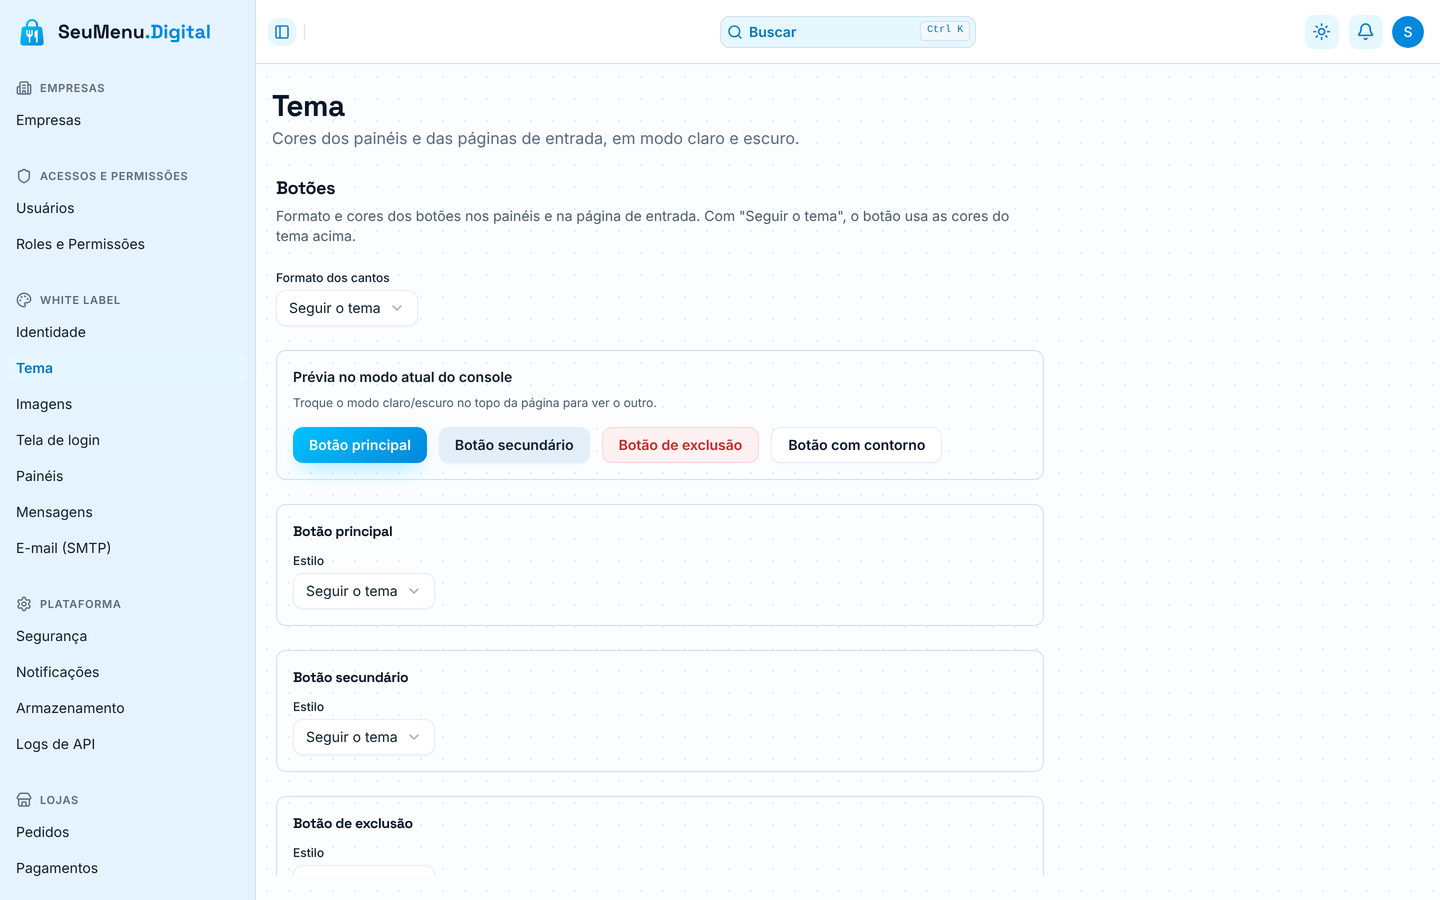 SeuMenu.Digital
Buscar
Ctrl K
S
EMPRESAS
Empresas
ACESSOS E PERMISSÕES
Usuários
Roles e Permissões
WHITE LABEL
Identidade
Tema
Imagens
Tela de login
Painéis
Mensagens
E-mail (SMTP)
PLATAFORMA
Segurança
Notificações
Armazenamento
Logs de API
LOJAS
Pedidos
Pagamentos
Tema
Cores dos painéis e das páginas de entrada, em modo claro e escuro.
Botões
Formato e cores dos botões nos painéis e na página de entrada. Com "Seguir o tema", o botão usa as cores do
tema acima.
Formato dos cantos
Seguir o tema
Prévia no modo atual do console
Troque o modo claro/escuro no topo da página para ver o outro.
Botão principal
Botão secundário
Botão de exclusão
Botão com contorno
Botão principal
Estilo
Seguir o tema
Botão secundário
Estilo
Seguir o tema
Botão de exclusão
Estilo